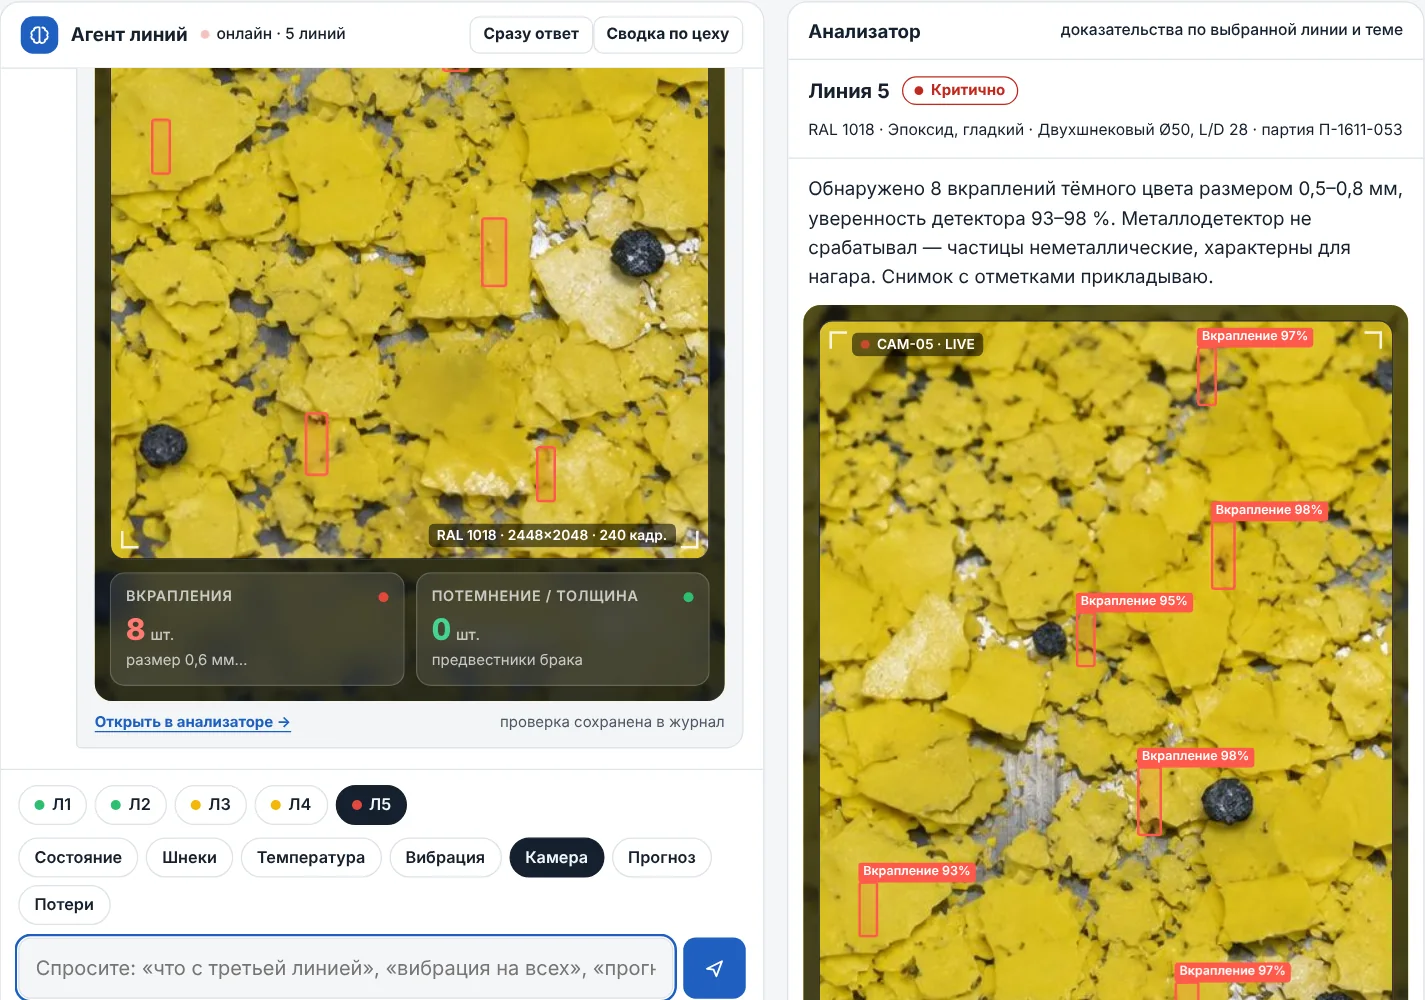 Агент линий
онлайн · 5 линий
Сразу ответ
Сводка по цеху
RAL 1018 · 2448×2048 · 240 кадр.
ВКРАПЛЕНИЯ
8 шт.
размер 0,6 мм...
ПОТЕМНЕНИЕ / ТОЛЩИНА
0 шт.
предвестники брака
Открыть в анализаторе →
проверка сохранена в журнал
Л1
Л2
Л3
Л4
Л5
Состояние
Шнеки
Температура
Вибрация
Камера
Прогноз
Потери
Спросите: «что с третьей линией», «вибрация на всех», «прог
Анализатор
доказательства по выбранной линии и теме
Линия 5
Критично
RAL 1018 · Эпоксид, гладкий · Двухшнековый Ø50, L/D 28 · партия П-1611-053
Обнаружено 8 вкраплений тёмного цвета размером 0,5–0,8 мм,
уверенность детектора 93–98 %. Металлодетектор не
срабатывал — частицы неметаллические, характерны для
нагара. Снимок с отметками прикладываю.
CAM-05 · LIVE
Вкрапление 97%
Вкрапление 98%
Вкрапление 95%
Вкрапление 98%
Вкрапление 93%
Вкрапление 97%